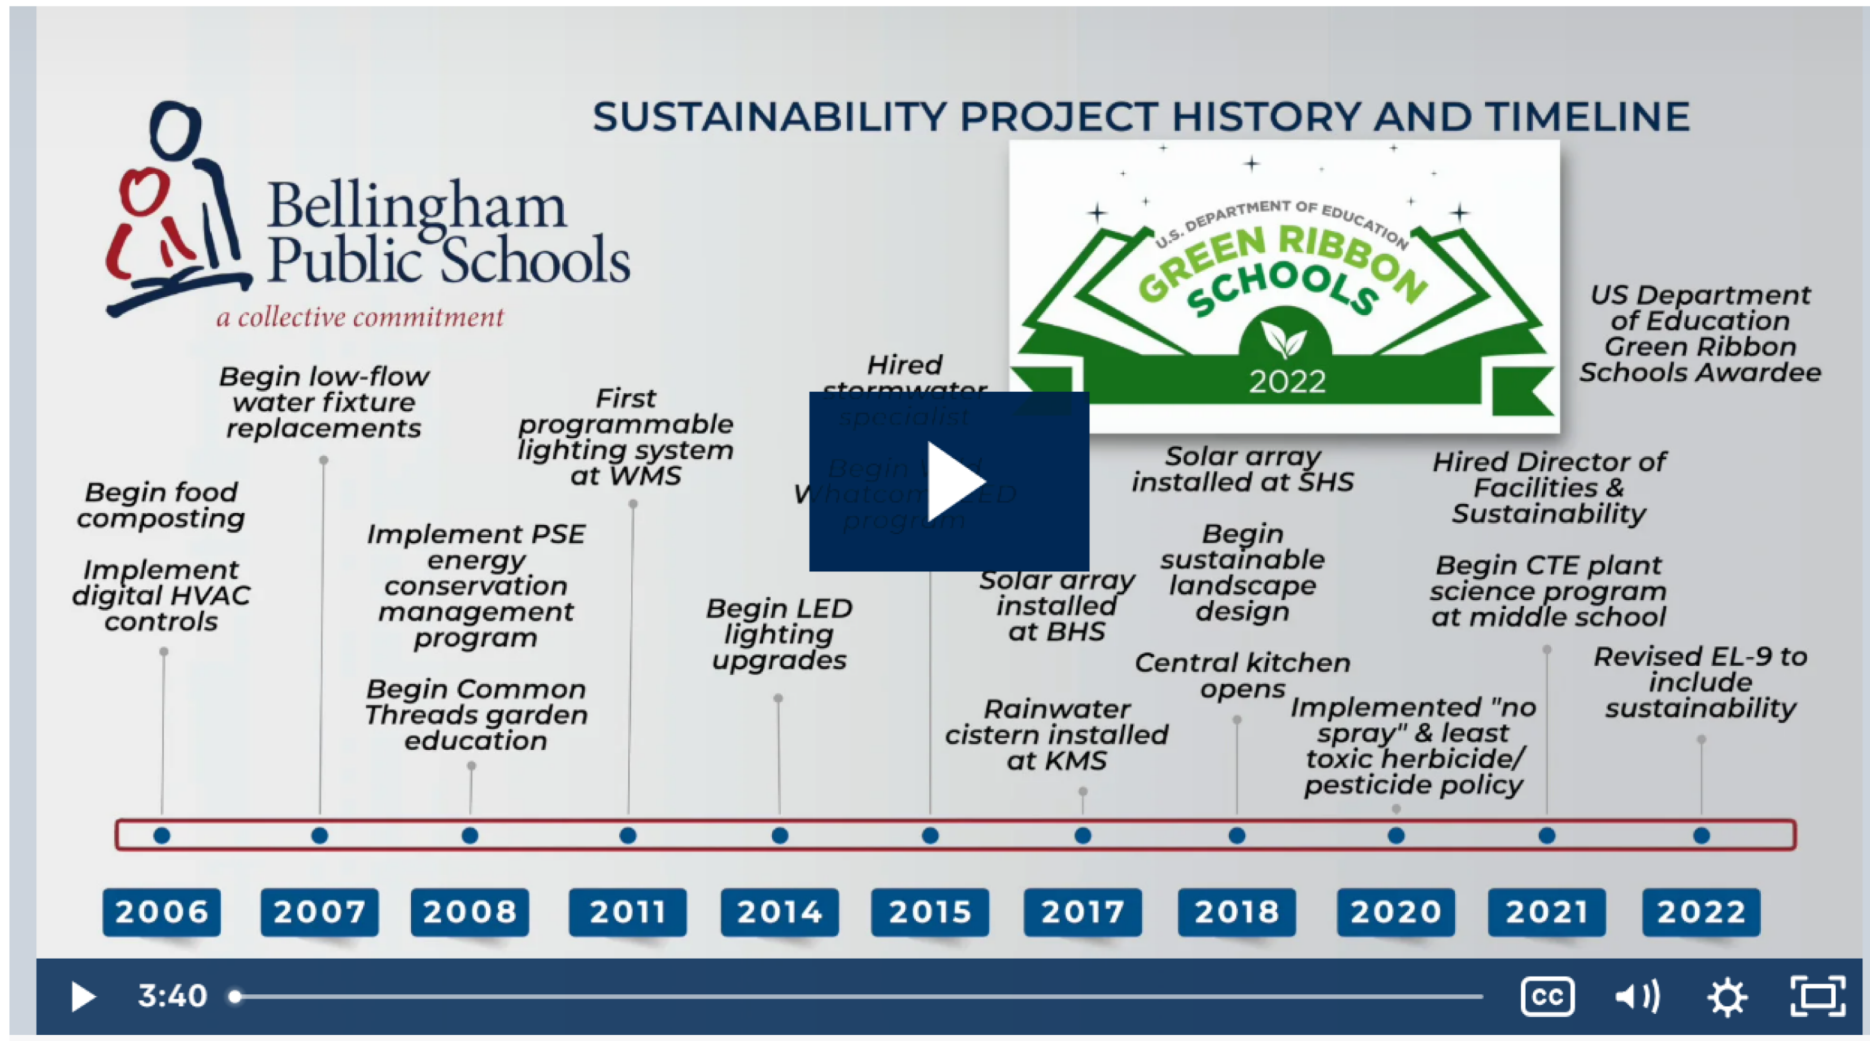 SUSTAINABILITY PROJECT HISTORY AND TIMELINE
Bellingham
Public Schools
a collective commitment
U.S. DEPARTMENT OF EDUCATION
GREEN RIBBON
SCHOOLS
2022
Begin food
composting
Implement
digital HVAC
controls
Begin low-flow
water fixture
replacements
Implement PSE
energy
conservation
management
program
Begin Common
Threads garden
education
First
programmable
lighting system
at WMS
Begin LED
lighting
upgrades
Hired
stormwater
specialist
Begin
Whatcom
program
Solar array
installed
at BHS
Rainwater
cistern installed
at KMS
Solar array
installed at SHS
Begin
sustainable
landscape
design
Central kitchen
opens
Implemented "no
spray" & least
toxic herbicide/
pesticide policy
Hired Director of
Facilities &
Sustainability
Begin CTE plant
science program
at middle school
US Department
of Education
Green Ribbon
Schools Awardee
Revised EL-9 to
include
sustainability
2006
2007
2008
2011
2014
2015
2017
2018
2020
2021
2022
3:40
CC